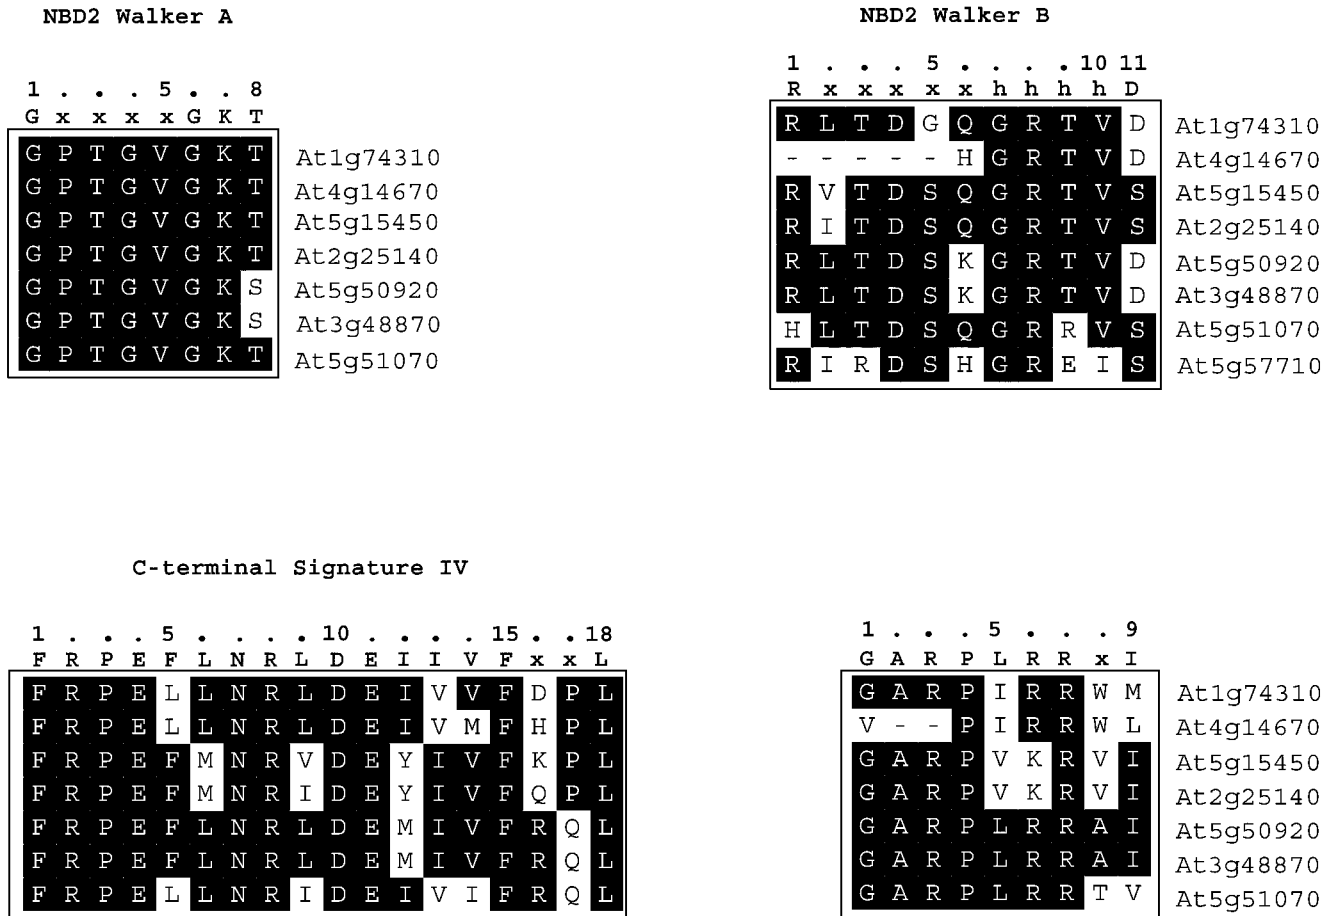 NBD2 Walker A
1 . . . 5 . . 8
G x x x x G K T
G P T G V G K T At1g74310
G P T G V G K T At4g14670
G P T G V G K T At5g15450
G P T G V G K T At2g25140
G P T G V G K S At5g50920
G P T G V G K S At3g48870
G P T G V G K T At5g51070
NBD2 Walker B
1 . . . 5 . . . . 10 11
R x x x x x h h h h D
R L T D G Q G R T V D At1g74310
- - - - - H G R T V D At4g14670
R V T D S Q G R T V S At5g15450
R I T D S Q G R T V S At2g25140
R L T D S K G R T V D At5g50920
R L T D S K G R T V D At3g48870
H L T D S Q G R R V S At5g51070
R I R D S H G R E I S At5g57710
C-terminal Signature IV
1 . . . 5 . . . . 10 . . . . 15 . . 18
F R P E F L N R L D E I I V F x x L
F R P E L L N R L D E I V V F D P L
F R P E L L N R L D E I V M F H P L
F R P E F M N R V D E Y I V F K P L
F R P E F M N R I D E Y I V F Q P L
F R P E F L N R L D E M I V F R Q L
F R P E F L N R L D E M I V F R Q L
F R P E L L N R I D E I V I F R Q L
1 . . . 5 . . . 9
G A R P L R R x I
G A R P I R R W M At1g74310
V - - P I R R W L At4g14670
G A R P V K R V I At5g15450
G A R P V K R V I At2g25140
G A R P L R R A I At5g50920
G A R P L R R A I At3g48870
G A R P L R R T V At5g51070